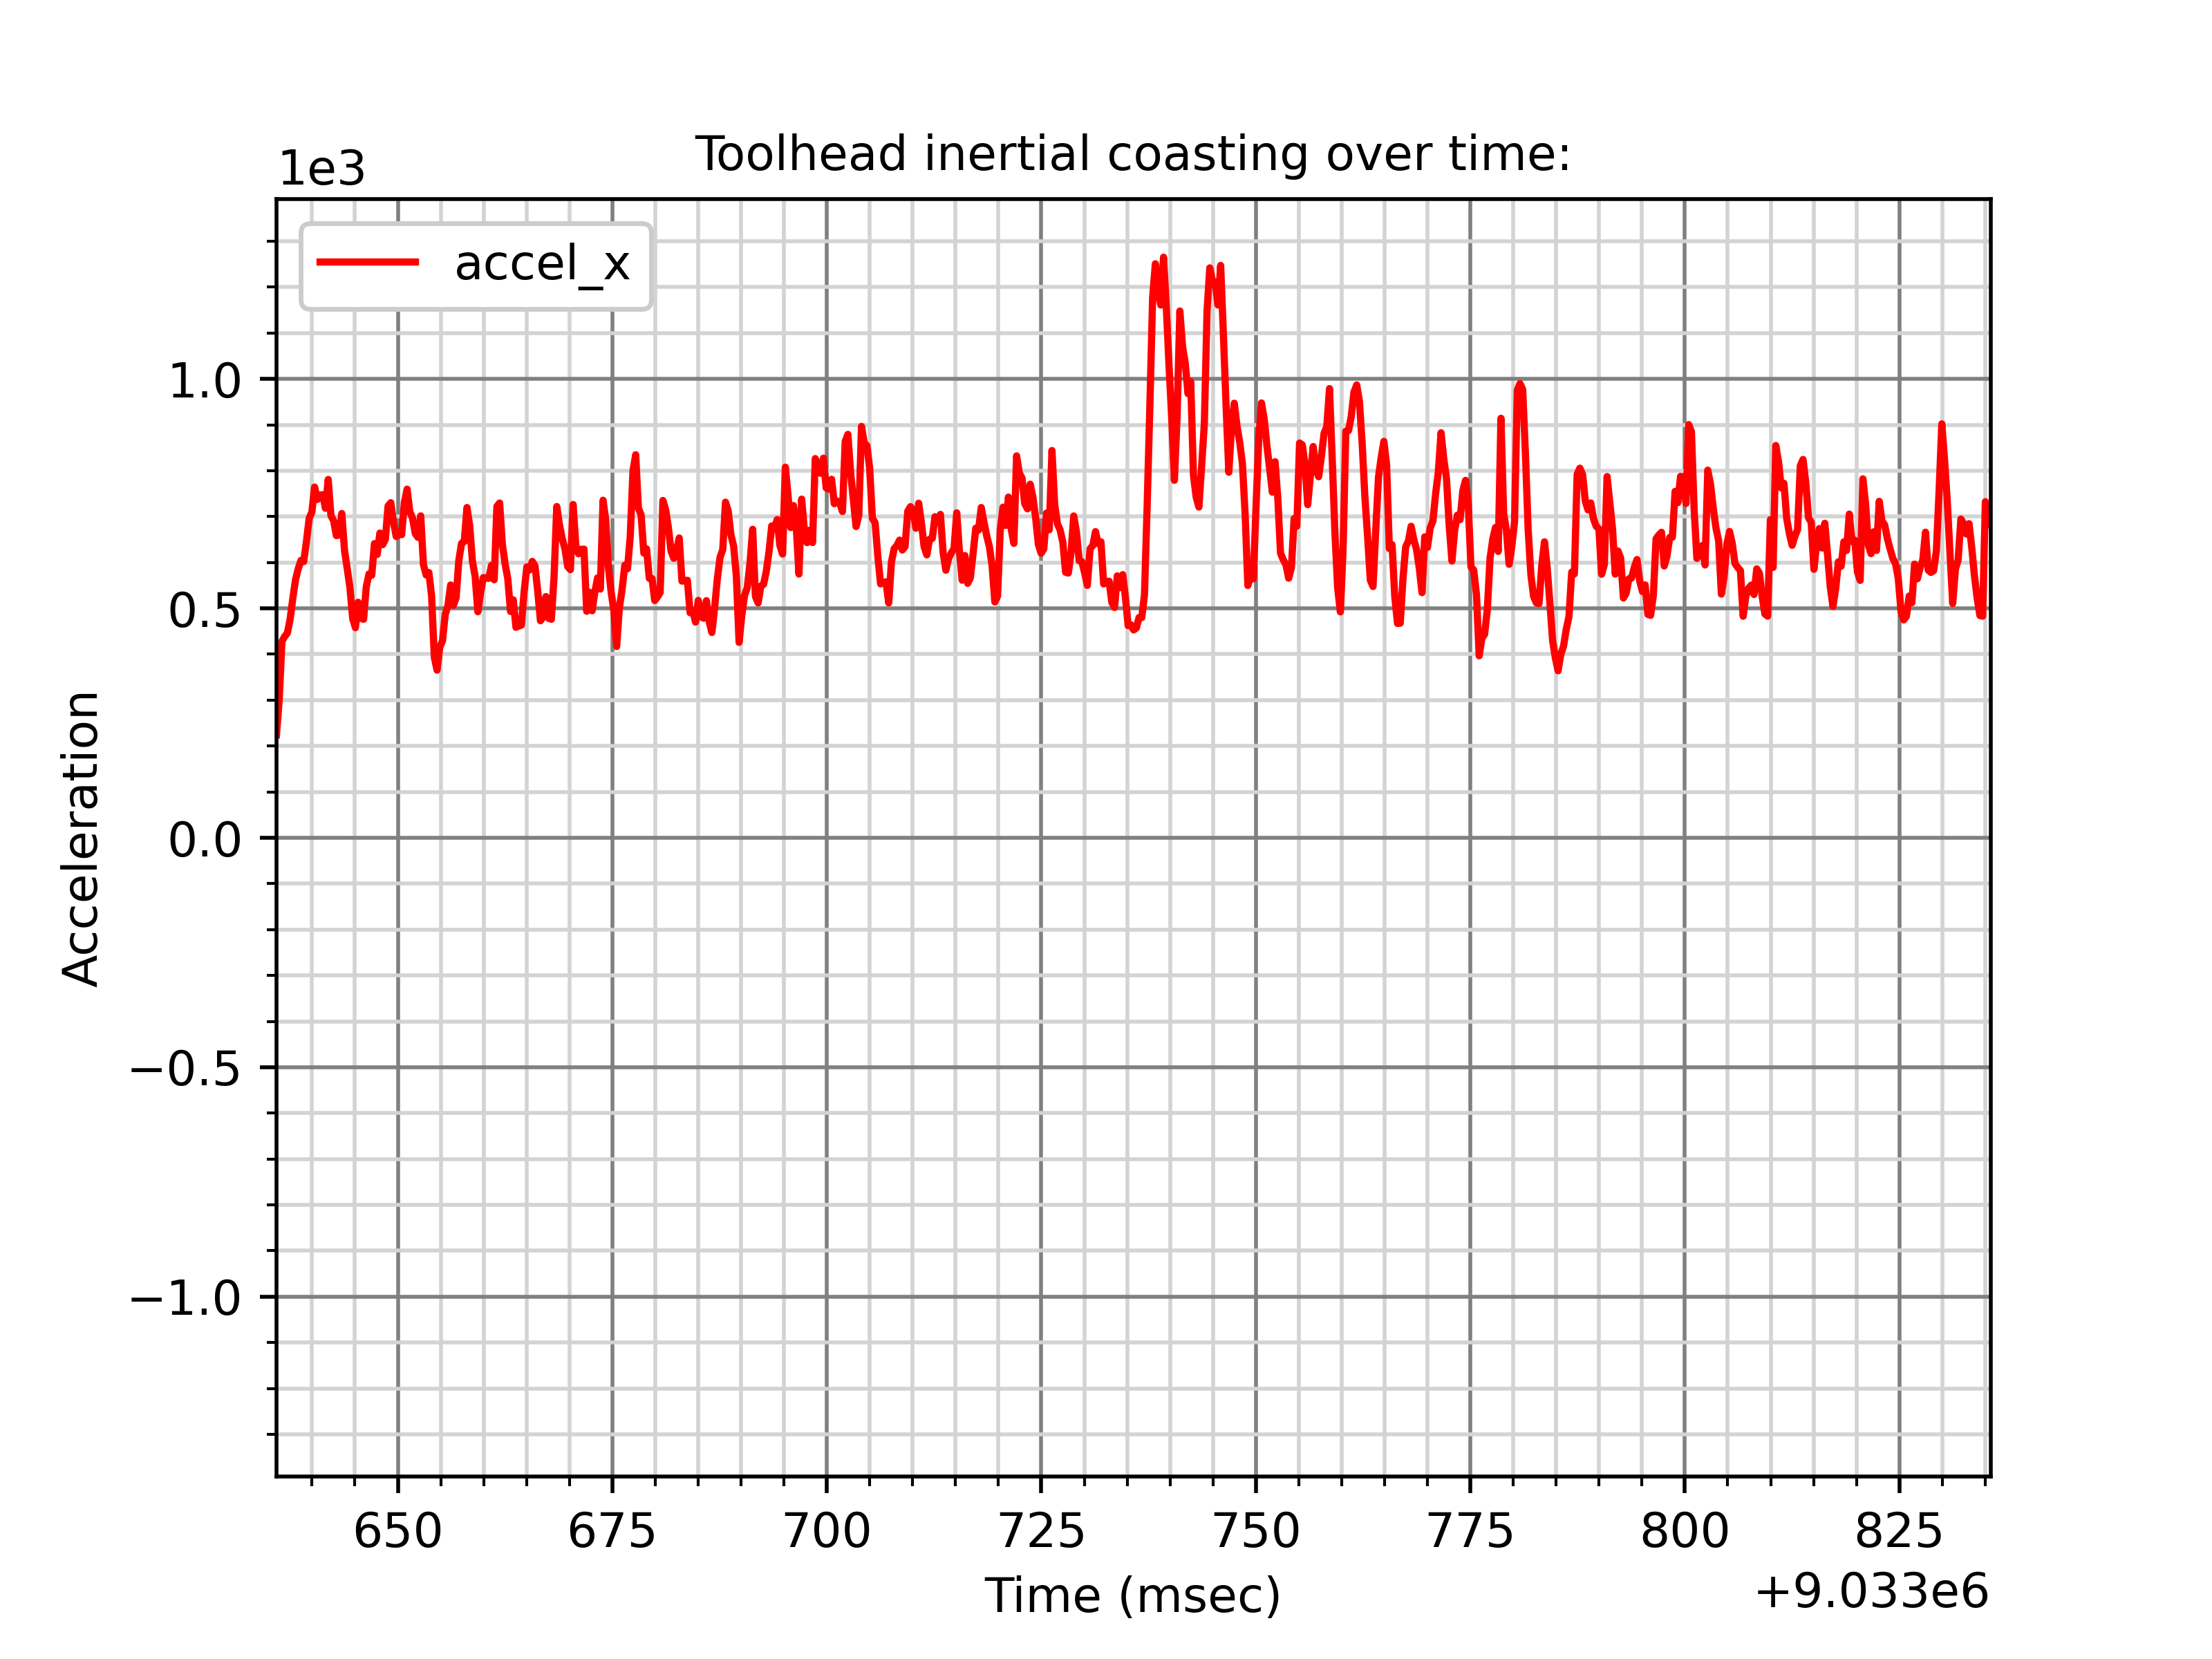 Toolhead inertial coasting over time:
1e3
accel_x
1.0
0.5
0.0
−0.5
−1.0
Acceleration
650 675 700 725 750 775 800 825
Time (msec)
+9.033e6